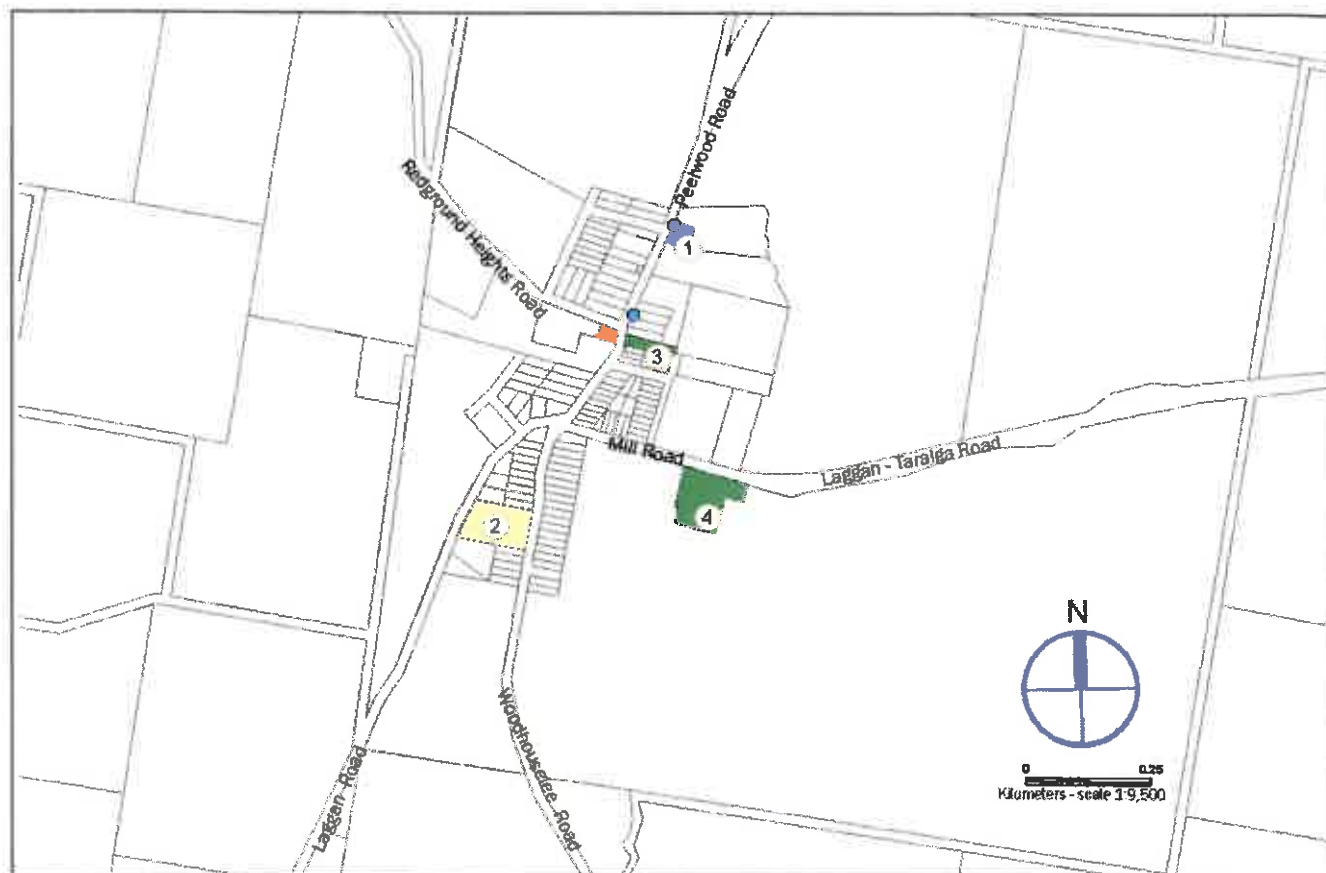 Peelwood Road
Redground Heights Road
1
3
Mill Road
Laggan - Taralga Road
4
2
N
0 0.25
Kilometers - scale 1:9,500
Woodhouselee Road
Laggan Road